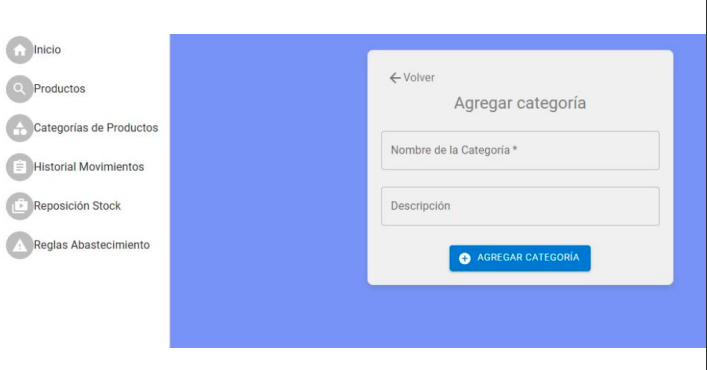 Inicio
Productos
Categorías de Productos
Historial Movimientos
Reposición Stock
Reglas Abastecimiento
Volver
Agregar categoría
Nombre de la Categoría *
Descripción
AGREGAR CATEGORÍA